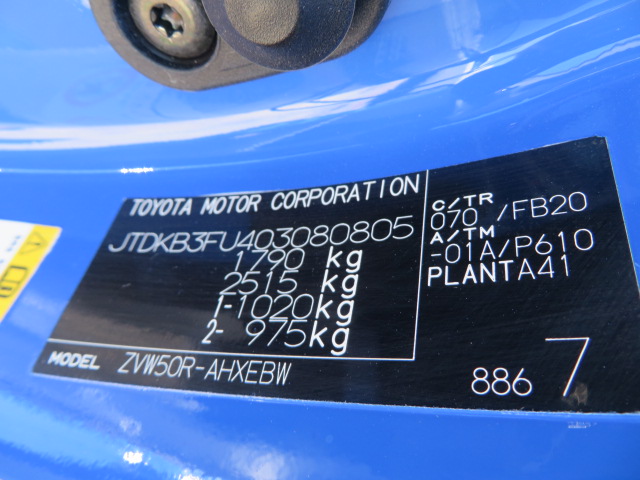 TOYOTA MOTOR CORPORATION
JTDKB3FU403080805
1790 kg
2515 kg
1-1020kg
2- 975kg
MODEL ZVW50R-AHXEBW
C/TR
070 /FB20
A/TM
-01A/P610
PLANTA41
886 7